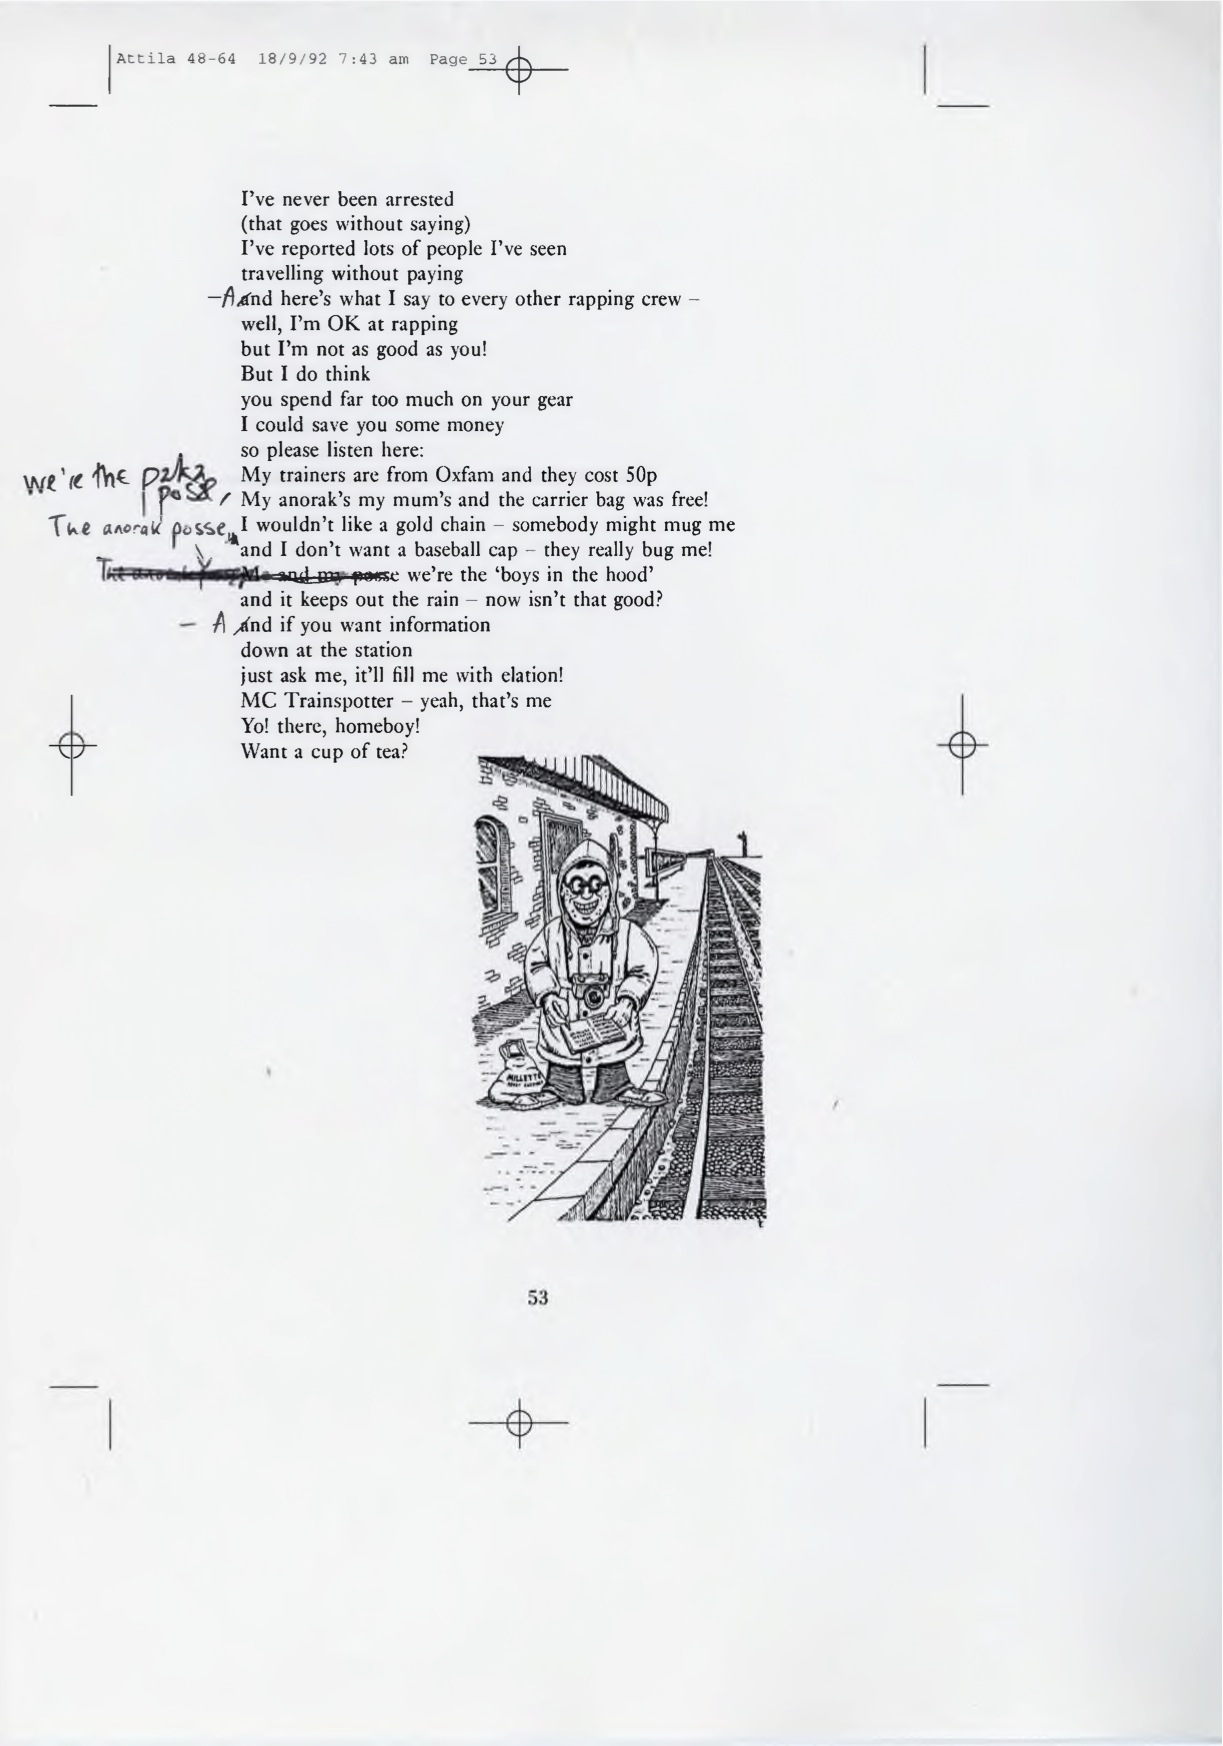 Attila 48-64 18/9/92 7:43 am Page 53
I've never been arrested
(that goes without saying)
I've reported lots of people I've seen
travelling without paying
– A and here's what I say to every other rapping crew –
well, I'm OK at rapping
but I'm not as good as you!
But I do think
you spend far too much on your gear
I could save you some money
so please listen here:
we're the parka posse,
My trainers are from Oxfam and they cost 50p
My anorak's my mum's and the carrier bag was free!
The anorak posse,
I wouldn't like a gold chain – somebody might mug me
and I don't want a baseball cap – they really bug me!
The anorak Me and my posse we're the 'boys in the hood'
and it keeps out the rain – now isn't that good?
– A and if you want information
down at the station
just ask me, it'll fill me with elation!
MC Trainspotter – yeah, that's me
Yo! there, homeboy!
Want a cup of tea?
MILLETTS
53